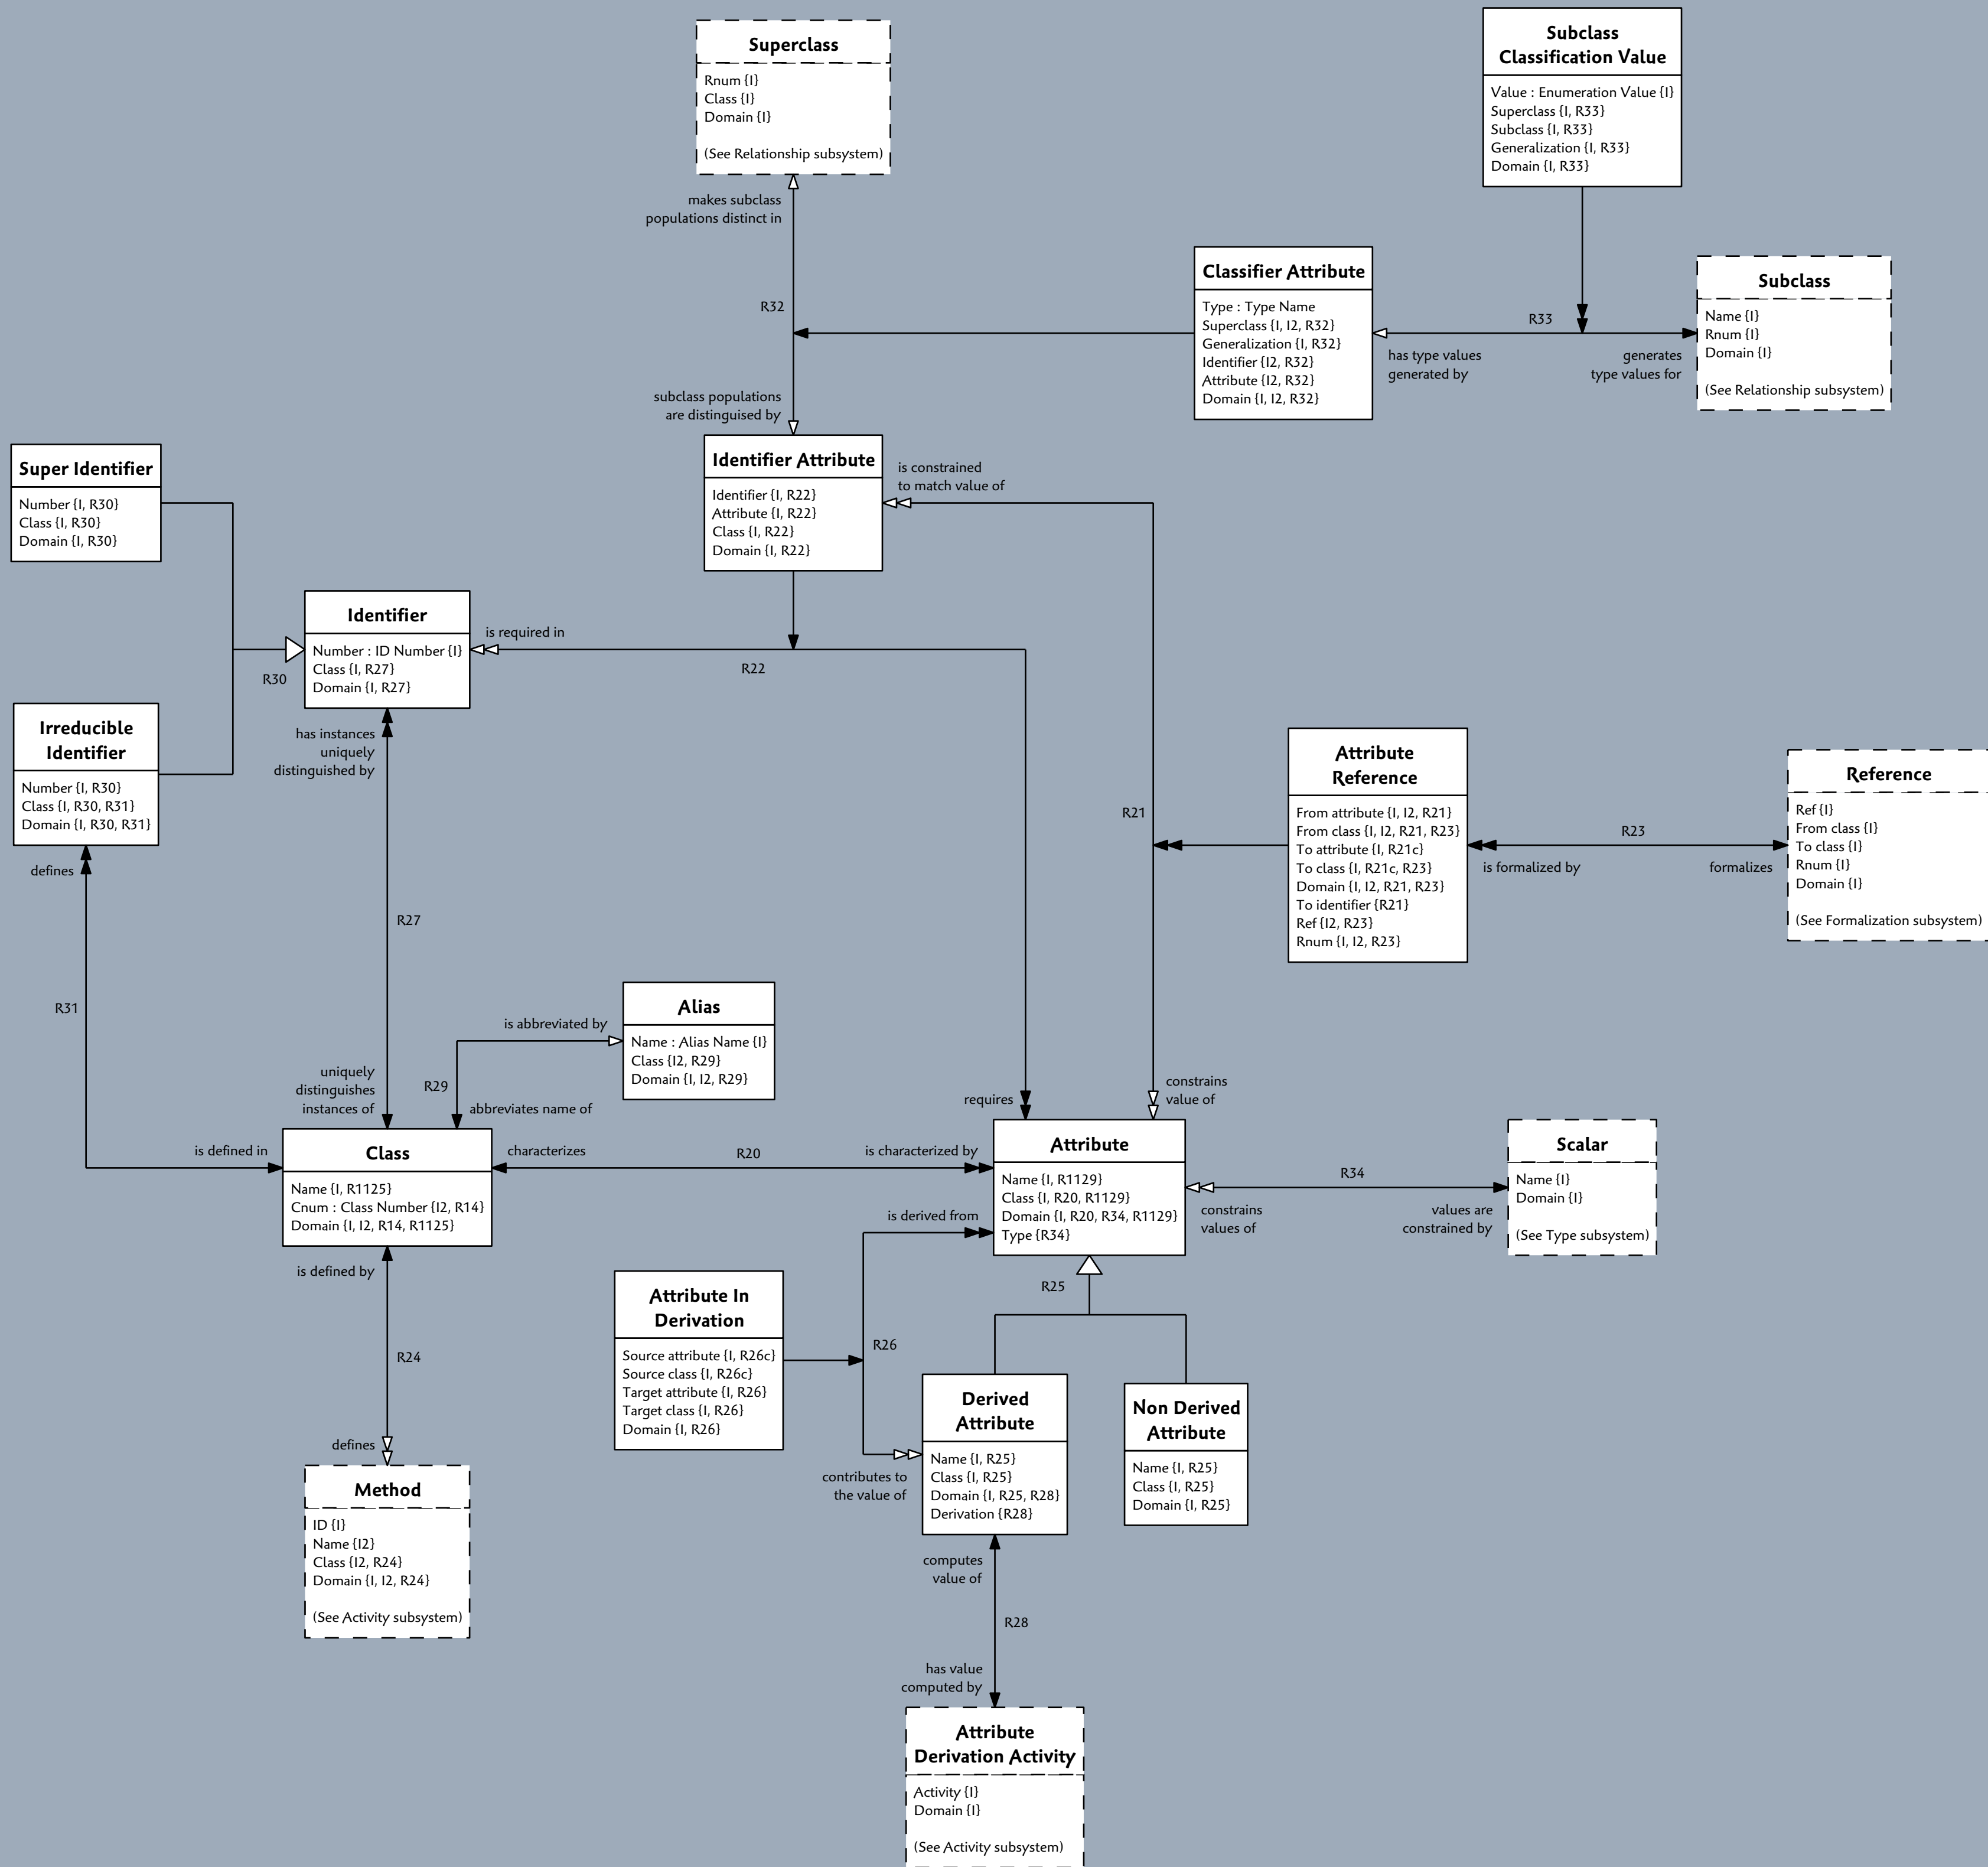 Superclass
Rnum {I}
Class {I}
Domain {I}
(See Relationship subsystem)
Subclass
Classification Value
Value : Enumeration Value {I}
Superclass {I, R33}
Subclass {I, R33}
Generalization {I, R33}
Domain {I, R33}
makes subclass
populations distinct in
R32
subclass populations
are distinguised by
Classifier Attribute
Type : Type Name
Superclass {I, I2, R32}
Generalization {I, R32}
Identifier {I2, R32}
Attribute {I2, R32}
Domain {I, I2, R32}
R33
has type values
generated by
generates
type values for
Subclass
Name {I}
Rnum {I}
Domain {I}
(See Relationship subsystem)
Super Identifier
Number {I, R30}
Class {I, R30}
Domain {I, R30}
Identifier Attribute
Identifier {I, R22}
Attribute {I, R22}
Class {I, R22}
Domain {I, R22}
is constrained
to match value of
Identifier
Number : ID Number {I}
Class {I, R27}
Domain {I, R27}
is required in
R22
R30
Irreducible
Identifier
Number {I, R30}
Class {I, R30, R31}
Domain {I, R30, R31}
has instances
uniquely
distinguished by
defines
R27
R31
R21
Attribute
Reference
From attribute {I, I2, R21}
From class {I, I2, R21, R23}
To attribute {I, R21c}
To class {I, R21c, R23}
Domain {I, I2, R21, R23}
To identifier {R21}
Ref {I2, R23}
Rnum {I, I2, R23}
R23
is formalized by
formalizes
Reference
Ref {I}
From class {I}
To class {I}
Rnum {I}
Domain {I}
(See Formalization subsystem)
Alias
Name : Alias Name {I}
Class {I2, R29}
Domain {I, I2, R29}
is abbreviated by
R29
abbreviates name of
uniquely
distinguishes
instances of
is defined in
requires
constrains
value of
Class
Name {I, R1125}
Cnum : Class Number {I2, R14}
Domain {I, I2, R14, R1125}
characterizes
R20
is characterized by
Attribute
Name {I, R1129}
Class {I, R20, R1129}
Domain {I, R20, R34, R1129}
Type {R34}
R34
constrains
values of
values are
constrained by
Scalar
Name {I}
Domain {I}
(See Type subsystem)
is defined by
R24
defines
is derived from
R25
R26
Attribute In
Derivation
Source attribute {I, R26c}
Source class {I, R26c}
Target attribute {I, R26}
Target class {I, R26}
Domain {I, R26}
contributes to
the value of
Derived
Attribute
Name {I, R25}
Class {I, R25}
Domain {I, R25, R28}
Derivation {R28}
Non Derived
Attribute
Name {I, R25}
Class {I, R25}
Domain {I, R25}
Method
ID {I}
Name {I2}
Class {I2, R24}
Domain {I, I2, R24}
(See Activity subsystem)
computes
value of
R28
has value
computed by
Attribute
Derivation Activity
Activity {I}
Domain {I}
(See Activity subsystem)